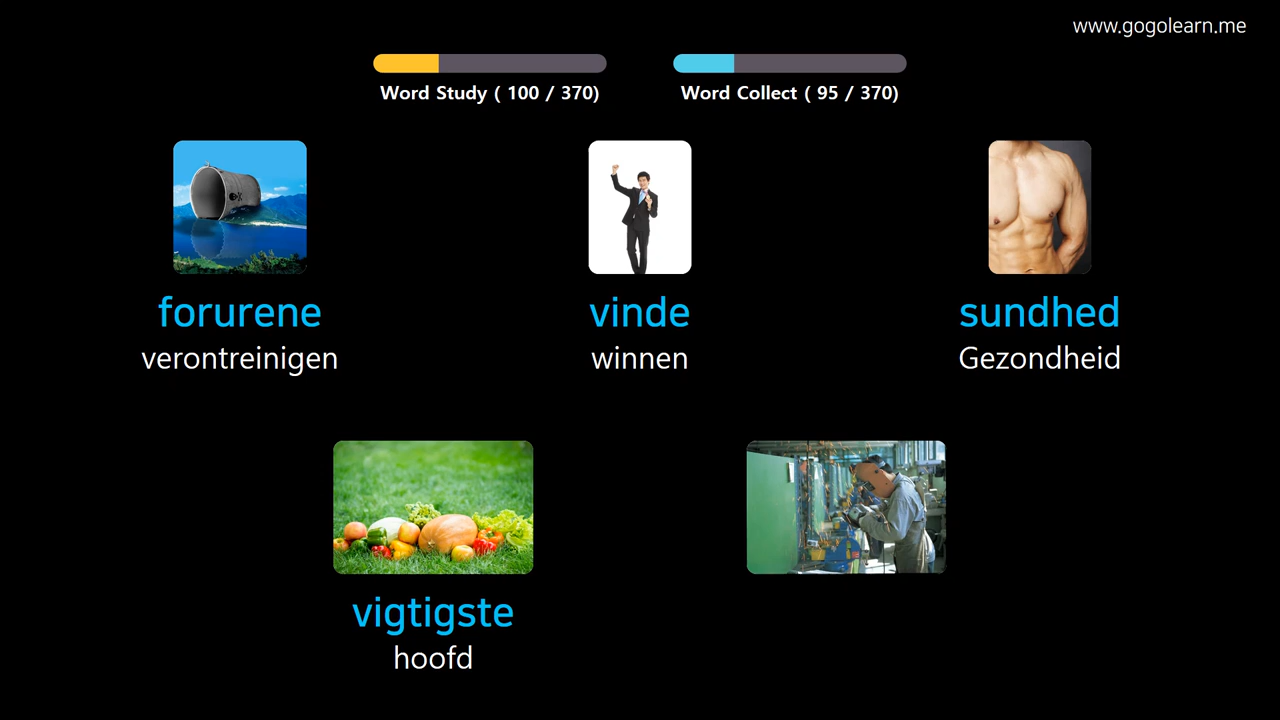 www.gogolearn.me
Word Study ( 100 / 370)
Word Collect ( 95 / 370)
forurene
vinde
sundhed
verontreinigen
winnen
Gezondheid
vigtigste
hoofd